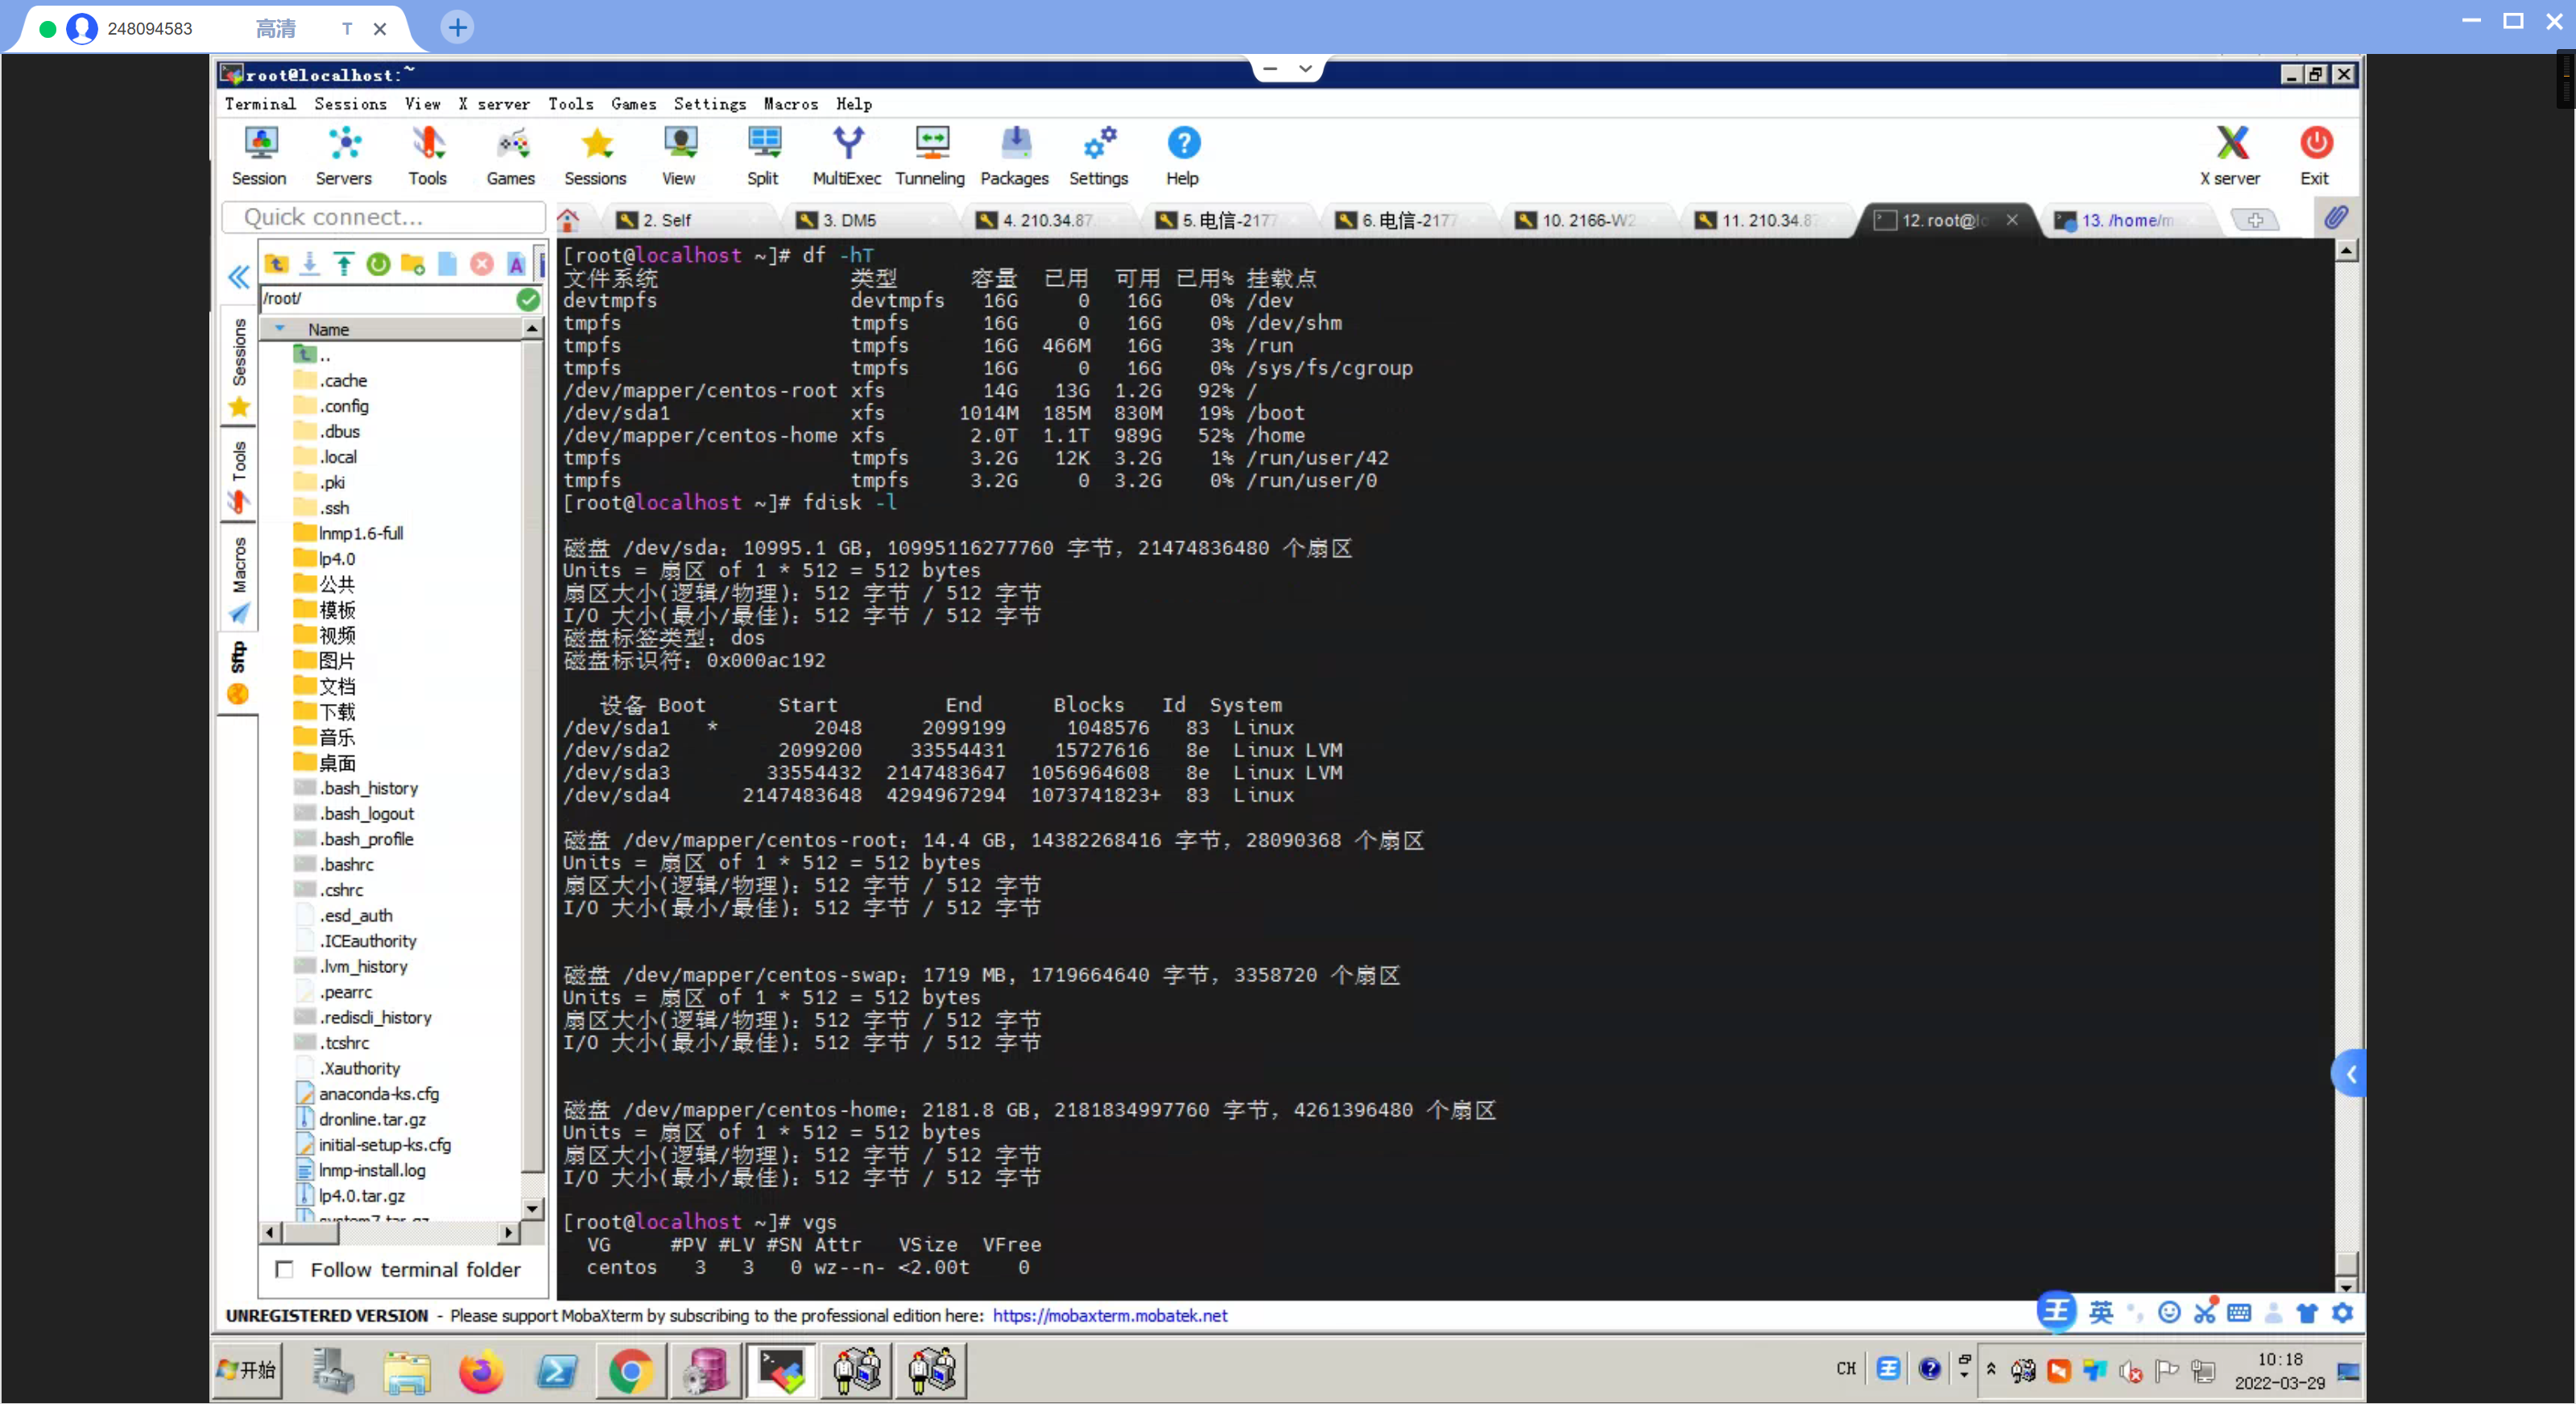 248094583 高清 T
root@localhost:~
Terminal Sessions View X server Tools Games Settings Macros Help
Session Servers Tools Games Sessions View Split MultiExec Tunneling Packages Settings Help X server Exit
Quick connect...
2. Self 3. DM5 4. 210.34.87 5. 电信-2177 6. 电信-2177 10. 2166-W2 11. 210.34.87 12. root@lo 13. /home/m
/root/
Name
Sessions
Tools
Macros
Sftp
..
.cache
.config
.dbus
.local
.pki
.ssh
lnmp1.6-full
lp4.0
公共
模板
视频
图片
文档
下载
音乐
桌面
.bash_history
.bash_logout
.bash_profile
.bashrc
.cshrc
.esd_auth
.ICEauthority
.lvm_history
.pearrc
.rediscli_history
.tcshrc
.Xauthority
anaconda-ks.cfg
dronline.tar.gz
initial-setup-ks.cfg
lnmp-install.log
lp4.0.tar.gz
system7.tar.gz
Follow terminal folder
[root@localhost ~]# df -hT
文件系统 类型 容量 已用 可用 已用% 挂载点
devtmpfs devtmpfs 16G 0 16G 0% /dev
tmpfs tmpfs 16G 0 16G 0% /dev/shm
tmpfs tmpfs 16G 466M 16G 3% /run
tmpfs tmpfs 16G 0 16G 0% /sys/fs/cgroup
/dev/mapper/centos-root xfs 14G 13G 1.2G 92% /
/dev/sda1 xfs 1014M 185M 830M 19% /boot
/dev/mapper/centos-home xfs 2.0T 1.1T 989G 52% /home
tmpfs tmpfs 3.2G 12K 3.2G 1% /run/user/42
tmpfs tmpfs 3.2G 0 3.2G 0% /run/user/0
[root@localhost ~]# fdisk -l
磁盘 /dev/sda：10995.1 GB, 10995116277760 字节，21474836480 个扇区
Units = 扇区 of 1 * 512 = 512 bytes
扇区大小(逻辑/物理)：512 字节 / 512 字节
I/O 大小(最小/最佳)：512 字节 / 512 字节
磁盘标签类型：dos
磁盘标识符：0x000ac192
设备 Boot Start End Blocks Id System
/dev/sda1 * 2048 2099199 1048576 83 Linux
/dev/sda2 2099200 33554431 15727616 8e Linux LVM
/dev/sda3 33554432 2147483647 1056964608 8e Linux LVM
/dev/sda4 2147483648 4294967294 1073741823+ 83 Linux
磁盘 /dev/mapper/centos-root：14.4 GB, 14382268416 字节，28090368 个扇区
Units = 扇区 of 1 * 512 = 512 bytes
扇区大小(逻辑/物理)：512 字节 / 512 字节
I/O 大小(最小/最佳)：512 字节 / 512 字节
磁盘 /dev/mapper/centos-swap：1719 MB, 1719664640 字节，3358720 个扇区
Units = 扇区 of 1 * 512 = 512 bytes
扇区大小(逻辑/物理)：512 字节 / 512 字节
I/O 大小(最小/最佳)：512 字节 / 512 字节
磁盘 /dev/mapper/centos-home：2181.8 GB, 2181834997760 字节，4261396480 个扇区
Units = 扇区 of 1 * 512 = 512 bytes
扇区大小(逻辑/物理)：512 字节 / 512 字节
I/O 大小(最小/最佳)：512 字节 / 512 字节
[root@localhost ~]# vgs
VG #PV #LV #SN Attr VSize VFree
centos 3 3 0 wz--n- <2.00t 0
UNREGISTERED VERSION - Please support MobaXterm by subscribing to the professional edition here: https://mobaxterm.mobatek.net
王 英
开始
CH 王
10:18
2022-03-29